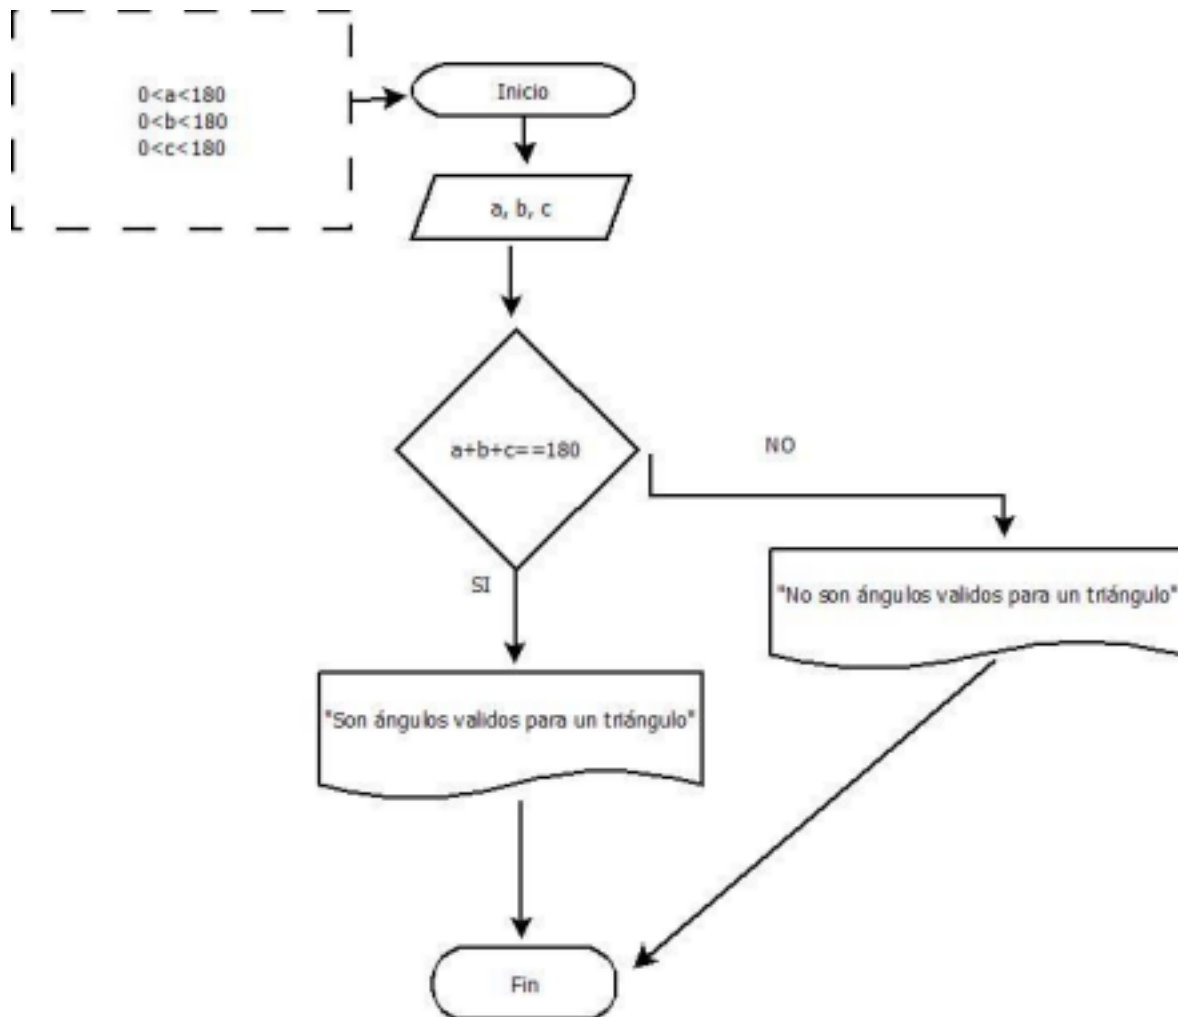 0<a<180
0<b<180
0<c<180
Inicio
a, b, c
a+b+c==180
NO
SI
"No son ángulos validos para un triángulo"
"Son ángulos validos para un triángulo"
Fin